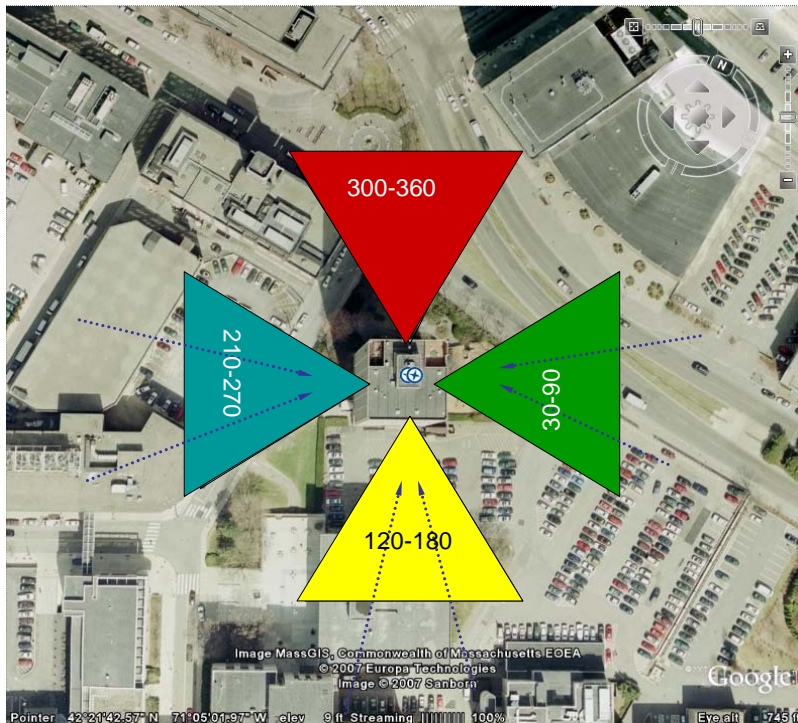 N
300-360
210-270
30-90
120-180
Image MassGIS, Commonwealth of Massachusetts EOEA
© 2007 Europa Technologies
Image © 2007 Sanborn
©2007 Google
Pointer 42°21'42.57" N 71°05'01.97" W elev 9 ft Streaming |||||||||| 100% Eye alt 745